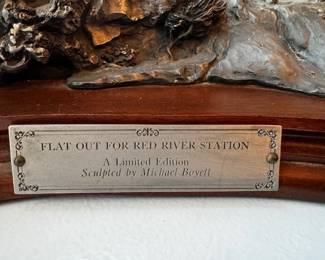 FLAT OUT FOR RED RIVER STATION
A Limited Edition
Sculpted by Michael Boyett